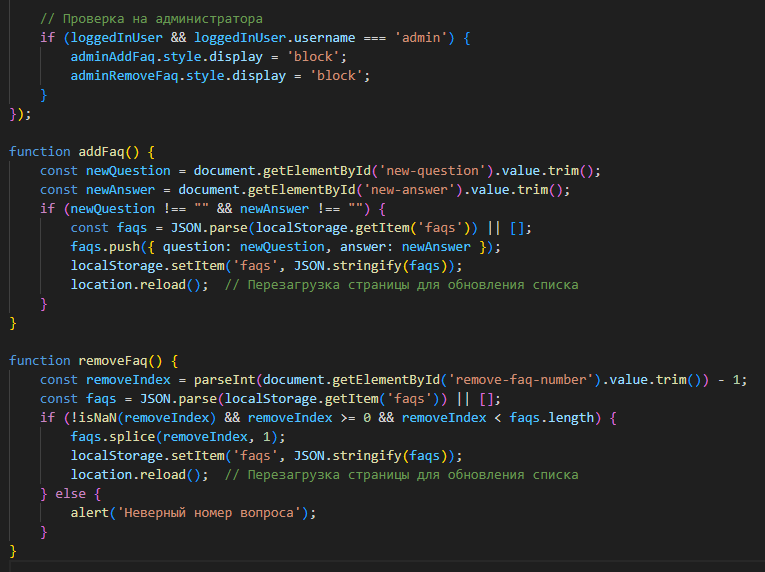 // Проверка на администратора
if (loggedInUser && loggedInUser.username === 'admin') {
adminAddFaq.style.display = 'block';
adminRemoveFaq.style.display = 'block';
}
});
function addFaq() {
const newQuestion = document.getElementById('new-question').value.trim();
const newAnswer = document.getElementById('new-answer').value.trim();
if (newQuestion !== "" && newAnswer !== "") {
const faqs = JSON.parse(localStorage.getItem('faqs')) || [];
faqs.push({ question: newQuestion, answer: newAnswer });
localStorage.setItem('faqs', JSON.stringify(faqs));
location.reload();  // Перезагрузка страницы для обновления списка
}
}
function removeFaq() {
const removeIndex = parseInt(document.getElementById('remove-faq-number').value.trim()) - 1;
const faqs = JSON.parse(localStorage.getItem('faqs')) || [];
if (!isNaN(removeIndex) && removeIndex >= 0 && removeIndex < faqs.length) {
faqs.splice(removeIndex, 1);
localStorage.setItem('faqs', JSON.stringify(faqs));
location.reload();  // Перезагрузка страницы для обновления списка
} else {
alert('Неверный номер вопроса');
}
}